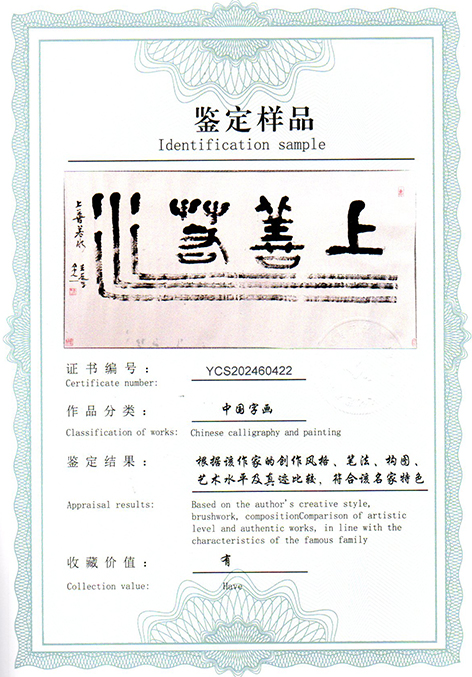 鉴定样品
Identification sample
上善若水
上善若水
证书编号：
YCS202460422
Certificate number:
作品分类：
中国字画
Classification of works:
Chinese calligraphy and painting
鉴定结果：
根据该作家的创作风格、笔法、构图、
艺术水平及真迹比较，符合该名家特色
Appraisal results:
Based on the author's creative style,
brushwork, compositionComparison of artistic
level and authentic works, in line with the
characteristics of the famous family
收藏价值：
有
Collection value:
Have